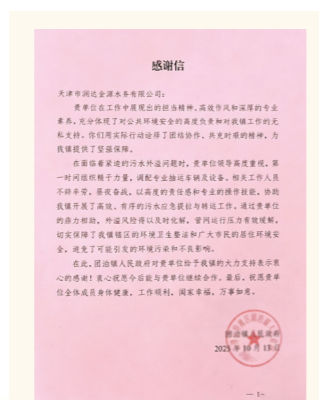 感谢信
天津市润达金源水务有限公司：
贵单位在工作中展现出的担当精神、高效作风和深厚的专业
素养，充分体现了对公共环境安全的高度负责和对我镇工作的无
私支持。你们用实际行动诠释了团结协作、共克时艰的精神，为
我镇提供了坚强保障。
在面临着紧迫的污水外溢问题时，贵单位领导高度重视，第
一时间组织精干力量，调配专业抽运车辆及设备。相关工作人员
不辞辛劳，昼夜奋战，以高度的责任感和专业的操作技能，协助
我镇开展了高效、有序的污水应急提拉与转运工作。通过贵单位
的鼎力相助，外溢风险得以及时化解，管网运行压力有效缓解，
切实保障了我镇辖区的环境卫生整洁和广大市民的居住环境安
全，避免了可能引发的环境污染和不良影响。
在此，团泊镇人民政府对贵单位给予我镇的大力支持表示衷
心的感谢！衷心祝愿今后能与贵单位继续合作。最后，祝愿贵单
位全体成员身体健康，工作顺利，阖家幸福，万事如意。
团泊镇人民政府
2025 年 10 月 13 日
— 1 —